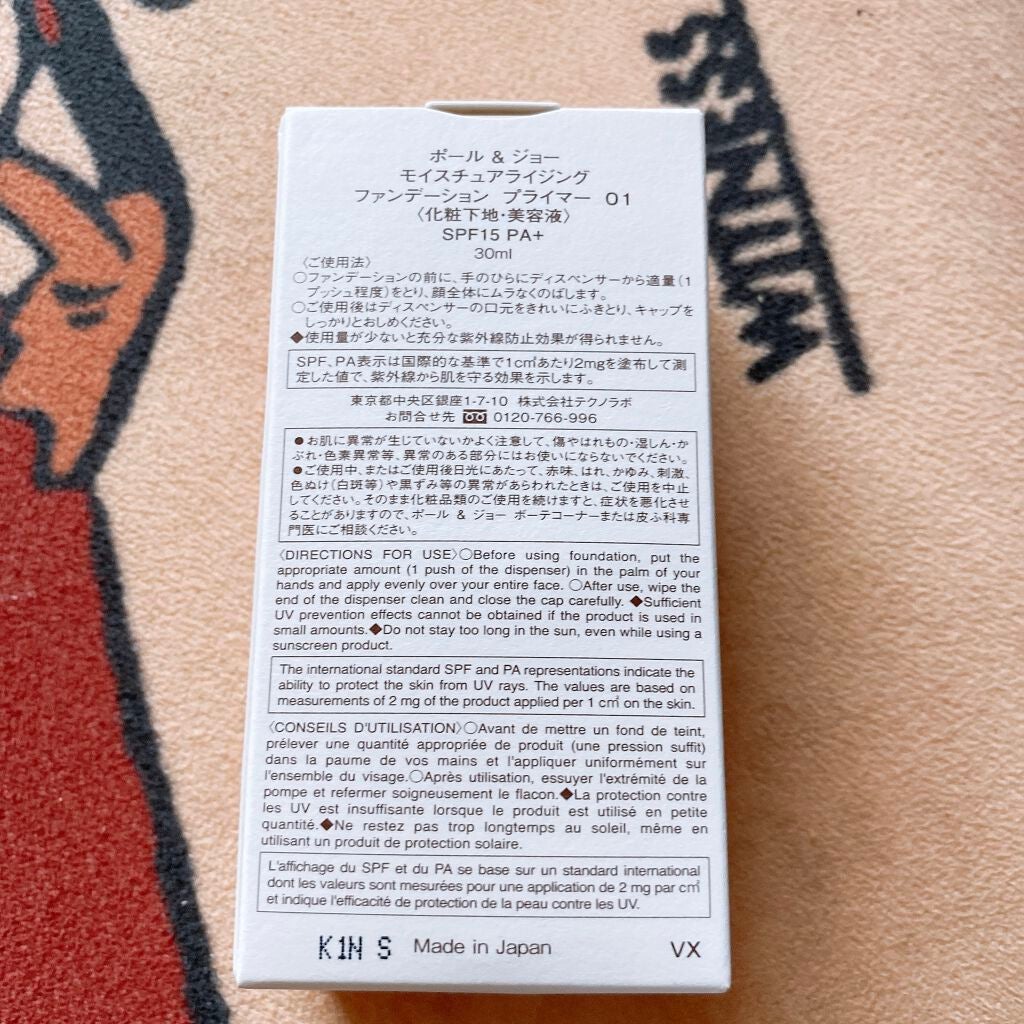 ポール & ジョー
モイスチュアライジング
ファンデーション プライマー 01
〈化粧下地・美容液〉
SPF15 PA+
30ml
〈ご使用法〉
○ファンデーションの前に、手のひらにディスペンサーから適量(1
プッシュ程度)をとり、顔全体にムラなくのばします。
○ご使用後はディスペンサーの口元をきれいにふきとり、キャップを
しっかりとおしめください。
◆使用量が少ないと充分な紫外線防止効果が得られません。
SPF、PA表示は国際的な基準で1c㎡あたり2mgを塗布して測
定した値で、紫外線から肌を守る効果を示します。
東京都中央区銀座1-7-10 株式会社テクノラボ
お問合せ先 0120-766-996
●お肌に異常が生じていないかよく注意して、傷やはれもの・湿しん・か
ぶれ・色素異常等、異常のある部分にはお使いにならないでください。
●ご使用中、またはご使用後日光にあたって、赤味、はれ、かゆみ、刺激、
色ぬけ(白斑等)や黒ずみ等の異常があらわれたときは、ご使用を中止
してください。そのまま化粧品類のご使用を続けますと、症状を悪化させ
ることがありますので、ポール & ジョー ボーテコーナーまたは皮ふ科専
門医にご相談ください。
〈DIRECTIONS FOR USE〉○Before using foundation, put the
appropriate amount (1 push of the dispenser) in the palm of your
hands and apply evenly over your entire face. ○After use, wipe the
end of the dispenser clean and close the cap carefully. ◆Sufficient
UV prevention effects cannot be obtained if the product is used in
small amounts.◆Do not stay too long in the sun, even while using a
sunscreen product.
The international standard SPF and PA representations indicate the
ability to protect the skin from UV rays. The values are based on
measurements of 2 mg of the product applied per 1 c㎡ on the skin.
〈CONSEILS D'UTILISATION〉○Avant de mettre un fond de teint,
prélever une quantité appropriée de produit (une pression suffit)
dans la paume de vos mains et l'appliquer uniformément sur
l'ensemble du visage.○Après utilisation, essuyer l'extrémité de la
pompe et refermer soigneusement le flacon.◆La protection contre
les UV est insuffisante lorsque le produit est utilisé en petite
quantité.◆Ne restez pas trop longtemps au soleil, même en
utilisant un produit de protection solaire.
L'affichage du SPF et du PA se base sur un standard international
dont les valeurs sont mesurées pour une application de 2 mg par c㎡
et indique l'efficacité de protection de la peau contre les UV.
K1N S Made in Japan VX